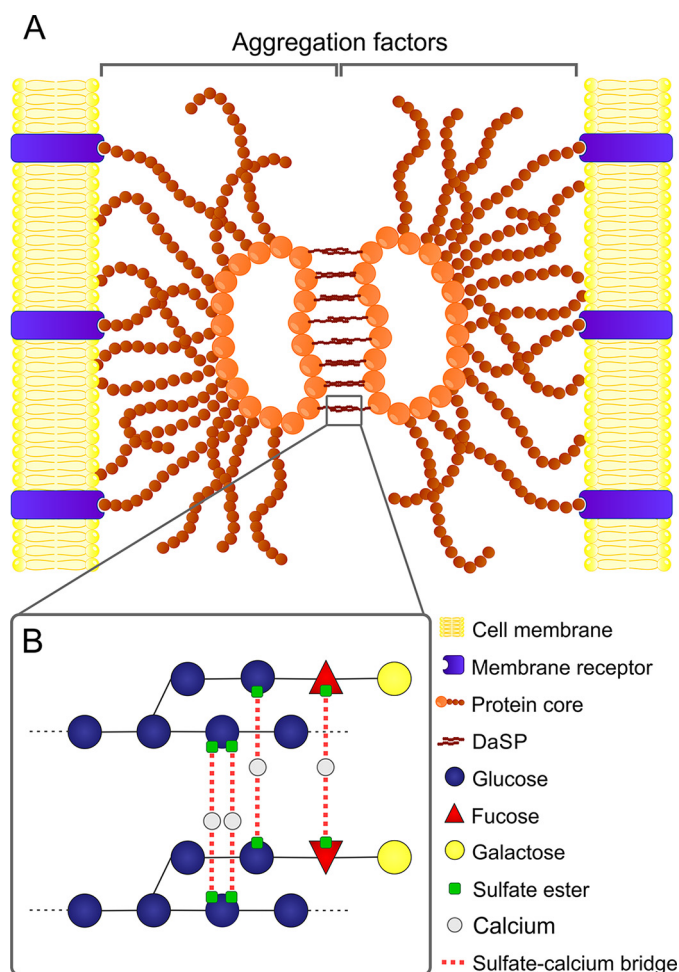 A
Aggregation factors
B
Cell membrane
Membrane receptor
Protein core
DaSP
Glucose
Fucose
Galactose
Sulfate ester
Calcium
Sulfate-calcium bridge